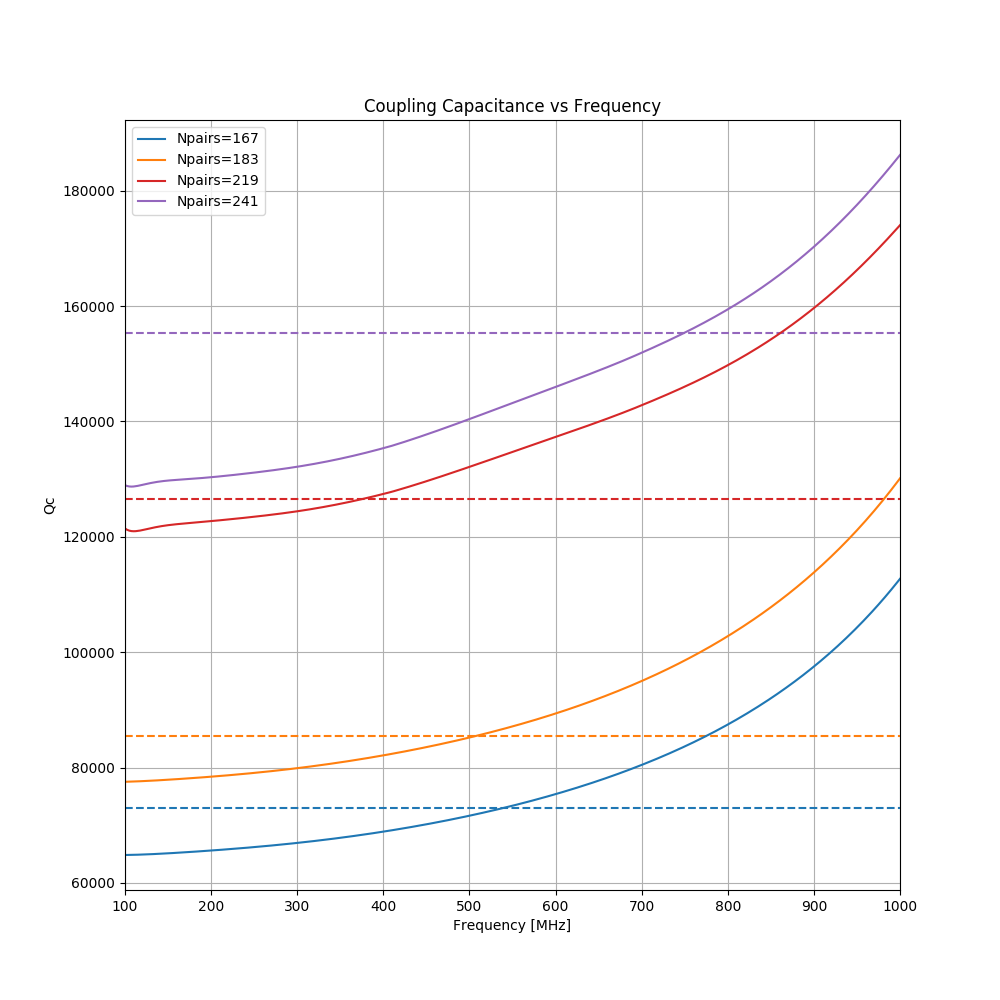 Coupling Capacitance vs Frequency
Npairs=167
Npairs=183
Npairs=219
Npairs=241
180000
160000
140000
120000
100000
80000
60000
Qc
100 200 300 400 500 600 700 800 900 1000
Frequency [MHz]